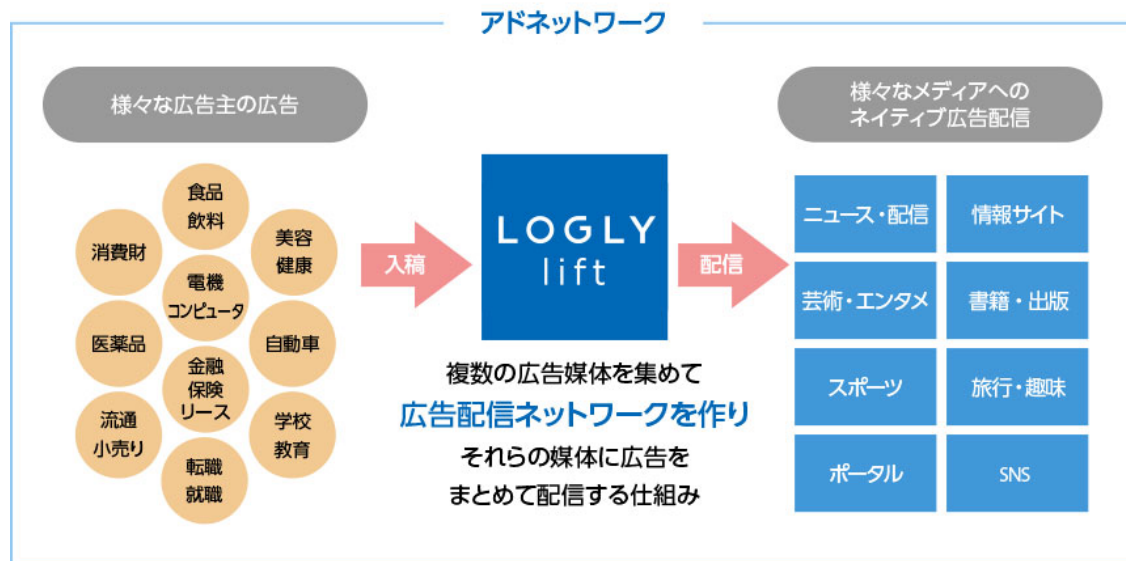 アドネットワーク
様々な広告主の広告
食品
飲料
消費財
美容
健康
電機
コンピュータ
医薬品
自動車
金融
保険
リース
流通
小売り
学校
教育
転職
就職
入稿
LOGLY
lift
配信
複数の広告媒体を集めて
広告配信ネットワークを作り
それらの媒体に広告を
まとめて配信する仕組み
様々なメディアへの
ネイティブ広告配信
ニュース・配信
情報サイト
芸術・エンタメ
書籍・出版
スポーツ
旅行・趣味
ポータル
SNS